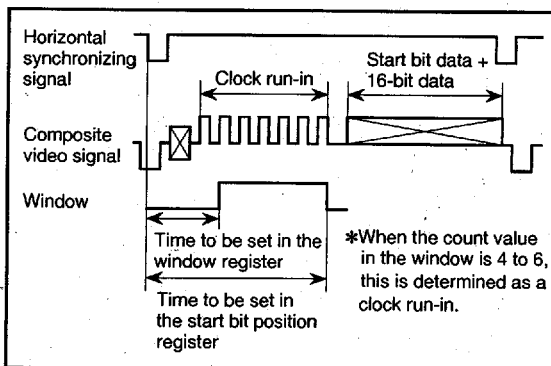 Horizontal
synchronizing
signal
Clock run-in
Start bit data +
16-bit data
Composite
video signal
Window
Time to be set in the
window register
Time to be set in
the start bit position
register
*When the count value
in the window is 4 to 6,
this is determined as a
clock run-in.